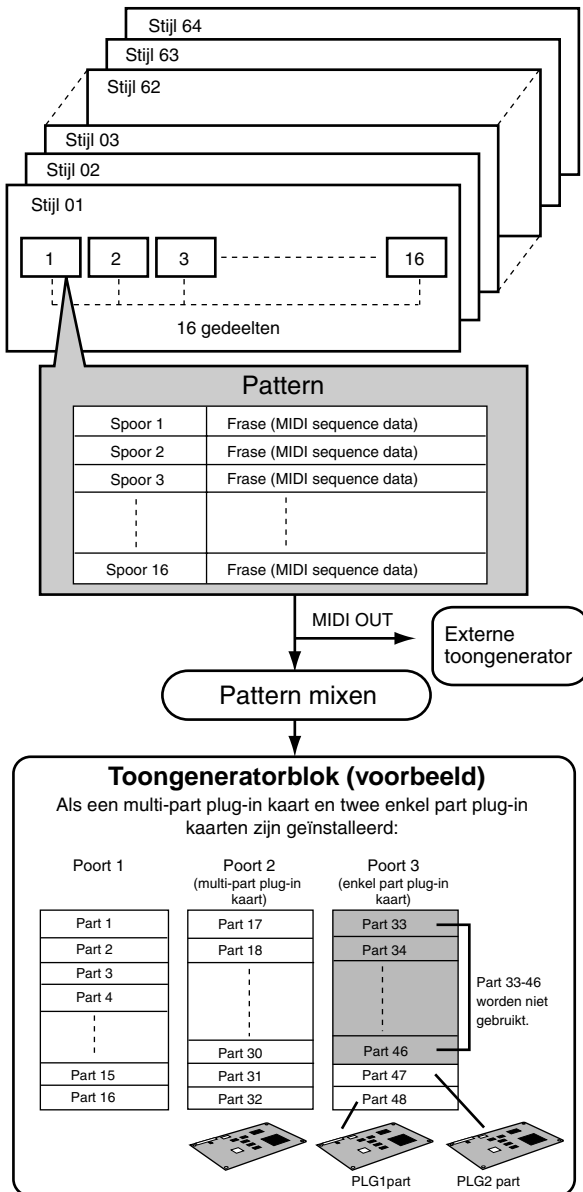 Stijl 64
Stijl 63
Stijl 62
Stijl 03
Stijl 02
Stijl 01
1 2 3 16
16 gedeelten
Pattern
Spoor 1 Frase (MIDI sequence data)
Spoor 2 Frase (MIDI sequence data)
Spoor 3 Frase (MIDI sequence data)
Spoor 16 Frase (MIDI sequence data)
MIDI OUT
Externe
toongenerator
Pattern mixen
Toongeneratorblok (voorbeeld)
Als een multi-part plug-in kaart en twee enkel part plug-in
kaarten zijn geïnstalleerd:
Poort 1
Part 1
Part 2
Part 3
Part 4
Part 15
Part 16
Poort 2
(multi-part plug-in
kaart)
Part 17
Part 18
Part 30
Part 31
Part 32
Poort 3
(enkel part plug-in
kaart)
Part 33
Part 34
Part 46
Part 47
Part 48
Part 33-46
worden niet
gebruikt.
PLG1part
PLG2 part